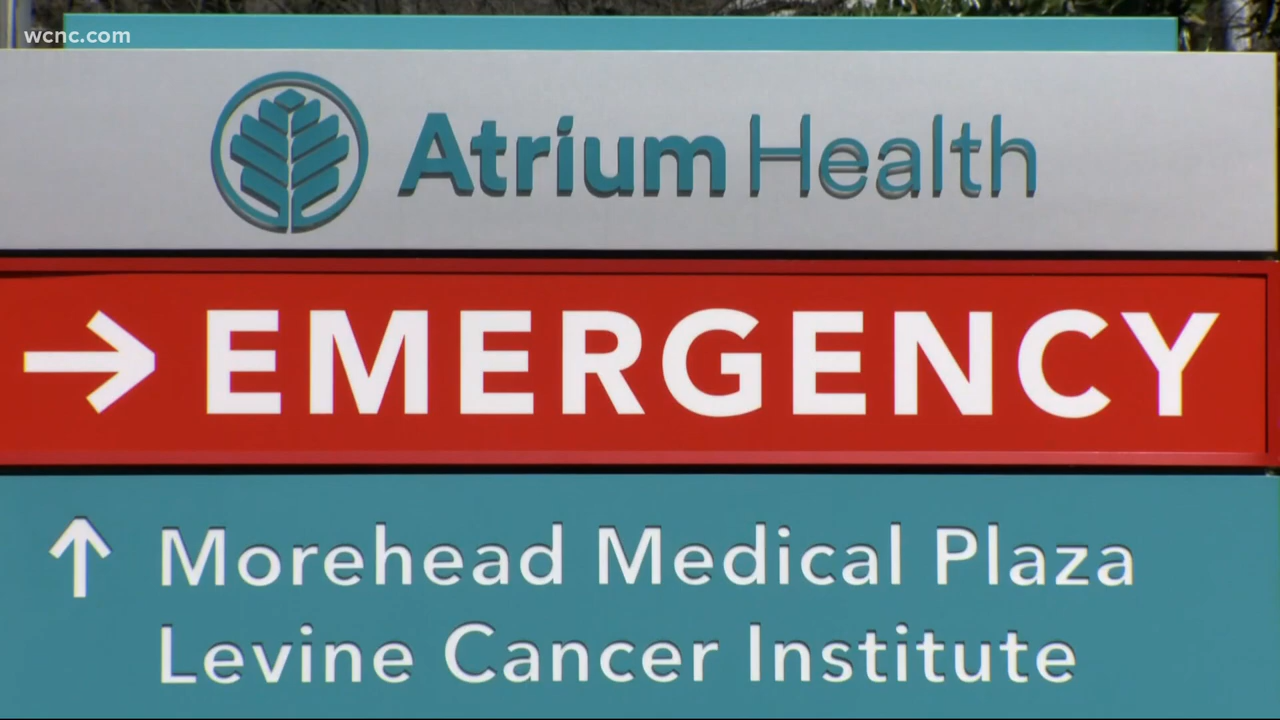 wcnc.com
Atrium Health
EMERGENCY
Morehead Medical Plaza
Levine Cancer Institute